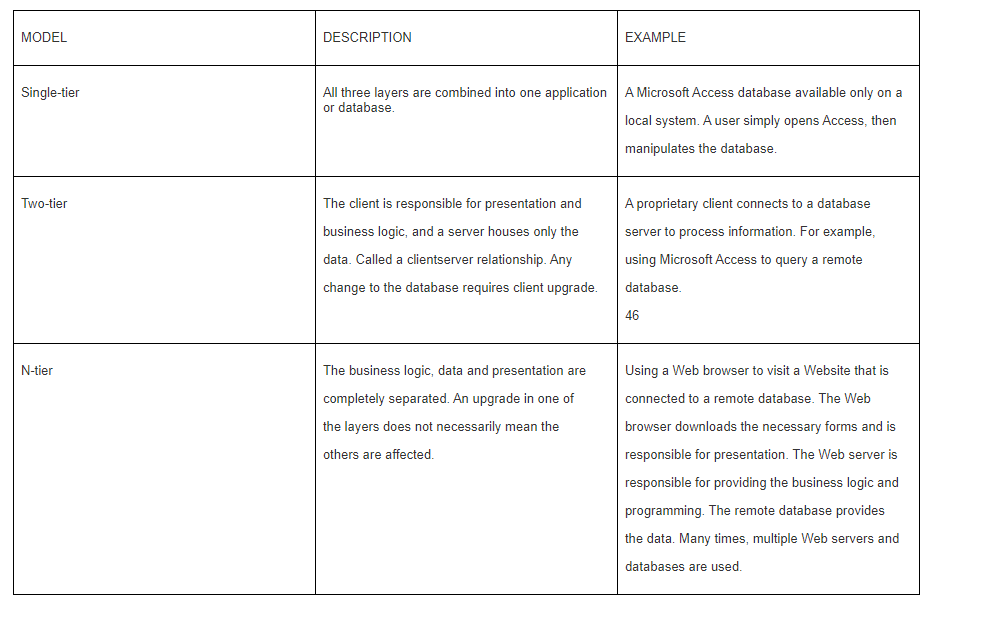 MODEL
DESCRIPTION
EXAMPLE
Single-tier
All three layers are combined into one application
or database.
A Microsoft Access database available only on a
local system. A user simply opens Access, then
manipulates the database.
Two-tier
The client is responsible for presentation and
business logic, and a server houses only the
data. Called a clientserver relationship. Any
change to the database requires client upgrade.
A proprietary client connects to a database
server to process information. For example,
using Microsoft Access to query a remote
database.
46
N-tier
The business logic, data and presentation are
completely separated. An upgrade in one of
the layers does not necessarily mean the
others are affected.
Using a Web browser to visit a Website that is
connected to a remote database. The Web
browser downloads the necessary forms and is
responsible for presentation. The Web server is
responsible for providing the business logic and
programming. The remote database provides
the data. Many times, multiple Web servers and
databases are used.